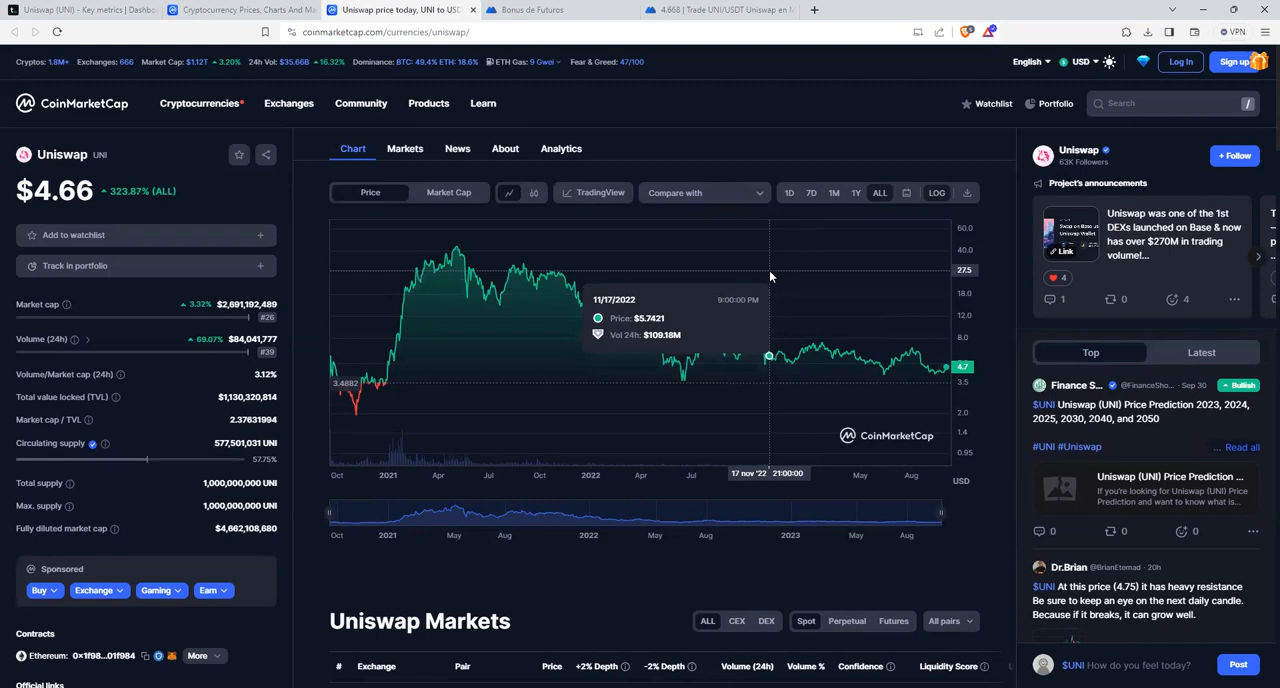 Uniswap (UNI) - Key metrics | Dashbo
Cryptocurrency Prices, Charts And Ma
Uniswap price today, UNI to USD
Bonus de Futuros
4.668 | Trade UNI/USDT Uniswap en M
coinmarketcap.com/currencies/uniswap/
VPN
Cryptos: 1.8M+ Exchanges: 666 Market Cap: $1.12T 3.20% 24h Vol: $35.66B 16.32% Dominance: BTC: 49.4% ETH: 18.6% ETH Gas: 9 Gwei Fear & Greed: 47/100
English USD Log In Sign up
CoinMarketCap
Cryptocurrencies Exchanges Community Products Learn
Watchlist Portfolio Search /
Uniswap UNI
$4.66 323.87% (ALL)
Add to watchlist +
Track in portfolio +
Market cap 3.32% $2,691,192,489
#26
Volume (24h) 69.07% $84,041,777
#39
Volume/Market cap (24h) 3.12%
Total value locked (TVL) $1,130,320,814
Market cap / TVL 2.37631994
Circulating supply 577,501,031 UNI
57.75%
Total supply 1,000,000,000 UNI
Max. supply 1,000,000,000 UNI
Fully diluted market cap $4,662,108,680
Sponsored
Buy Exchange Gaming Earn
Contracts
Ethereum: 0x1f98...01f984 More
Official links
Chart Markets News About Analytics
Price Market Cap TradingView Compare with 1D 7D 1M 1Y ALL LOG
60.0
40.0
27.5
18.0
12.0
8.0
4.7
3.5
2.0
1.4
0.95
USD
11/17/2022 9:00:00 PM
Price: $5.7421
Vol 24h: $109.18M
3.4882
CoinMarketCap
Oct 2021 Apr Jul Oct 2022 Apr Jul 17 nov '22 21:00:00 May Aug
Oct 2021 May Aug 2022 May Aug 2023 May Aug
Uniswap Markets
ALL CEX DEX Spot Perpetual Futures All pairs
# Exchange Pair Price +2% Depth -2% Depth Volume (24h) Volume % Confidence Liquidity Score
Uniswap
63K Followers
+ Follow
Project's announcements
Link
Uniswap was one of the 1st
DEXs launched on Base & now
has over $270M in trading
volume!...
4
1 0 4
Top Latest
Finance S... @FinanceSho... · Sep 30 Bullish
$UNI Uniswap (UNI) Price Prediction 2023, 2024,
2025, 2030, 2040, and 2050
#UNI #Uniswap ... Read all
Uniswap (UNI) Price Prediction ...
If you're looking for Uniswap (UNI) Price
Prediction and want to know what is...
0 0 0
Dr.Brian @BrianEtemad · 20h
$UNI At this price (4.75) it has heavy resistance
Be sure to keep an eye on the next daily candle.
Because if it breaks, it can grow well.
$UNI How do you feel today? Post